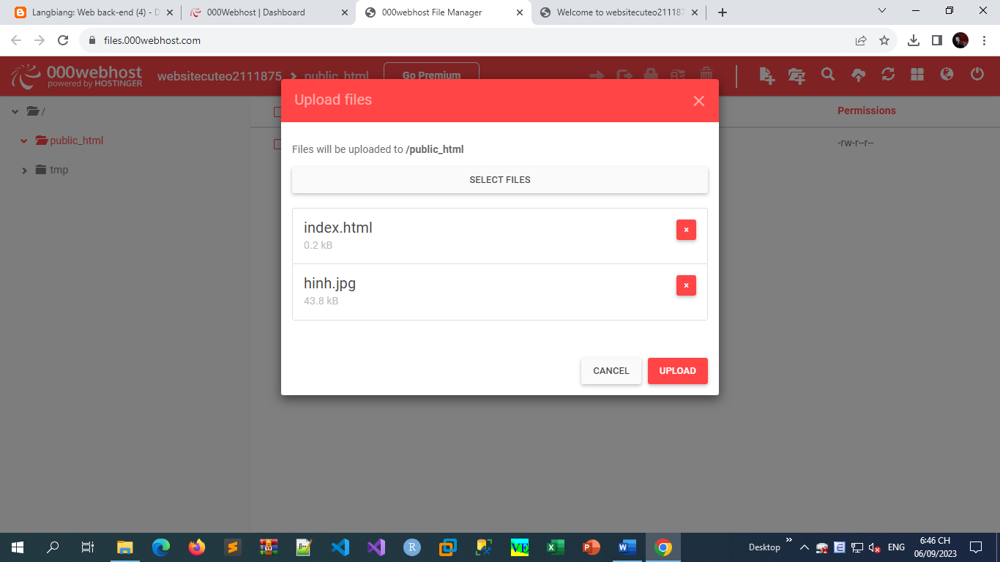 Langbiang: Web back-end (4) - D
000Webhost | Dashboard
000webhost File Manager
Welcome to websitecuteo211187
files.000webhost.com
000webhost
powered by HOSTINGER
websitecuteo2111875
public_html
Go Premium
Upload files
/
Permissions
public_html
-rw-r--r--
tmp
Files will be uploaded to /public_html
SELECT FILES
index.html
0.2 kB
hinh.jpg
43.8 kB
CANCEL
UPLOAD
Desktop
ENG
6:46 CH
06/09/2023